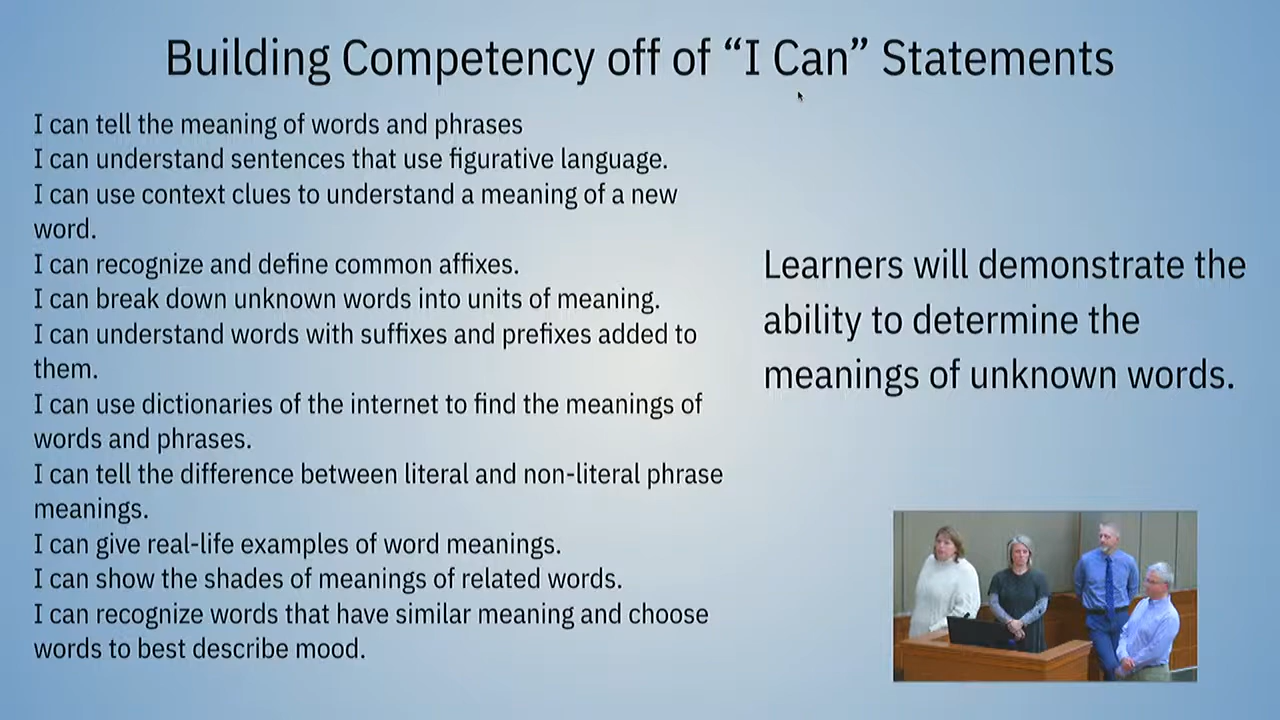 Building Competency off of “I Can” Statements
I can tell the meaning of words and phrases
I can understand sentences that use figurative language.
I can use context clues to understand a meaning of a new
word.
I can recognize and define common affixes.
I can break down unknown words into units of meaning.
I can understand words with suffixes and prefixes added to
them.
I can use dictionaries of the internet to find the meanings of
words and phrases.
I can tell the difference between literal and non-literal phrase
meanings.
I can give real-life examples of word meanings.
I can show the shades of meanings of related words.
I can recognize words that have similar meaning and choose
words to best describe mood.
Learners will demonstrate the
ability to determine the
meanings of unknown words.